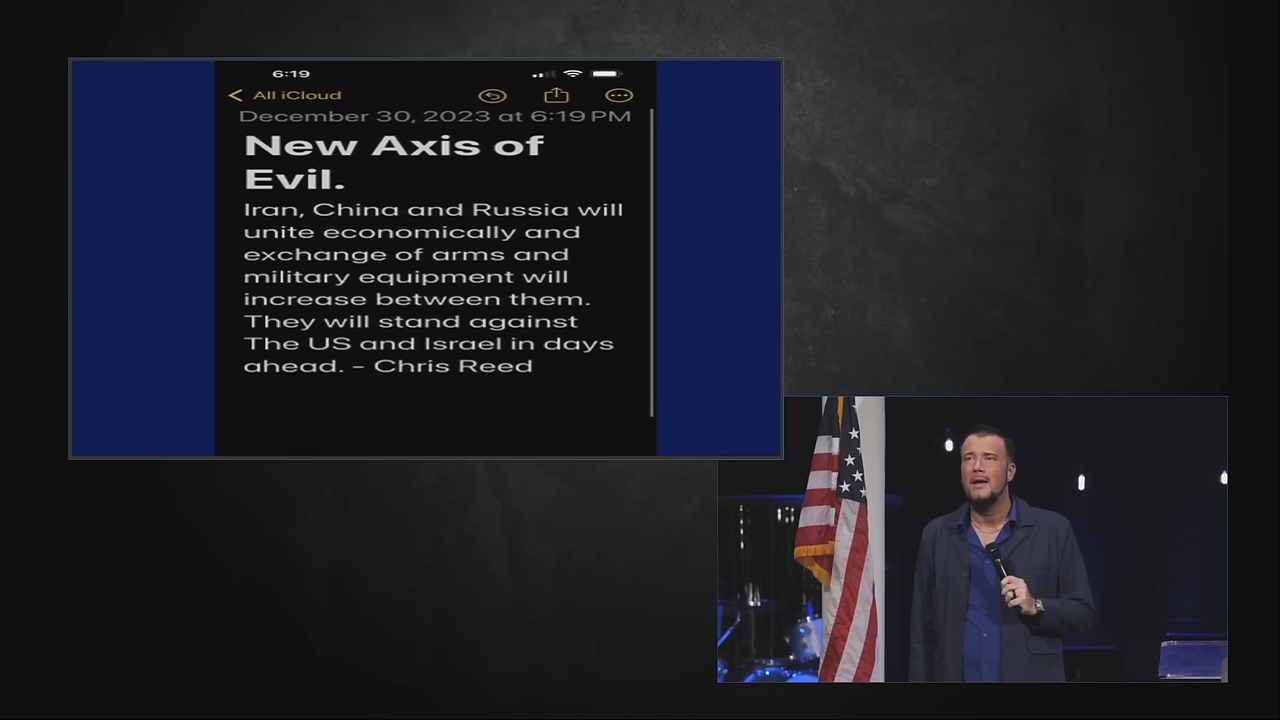 6:19
All iCloud
December 30, 2023 at 6:19 PM
New Axis of
Evil.
Iran, China and Russia will
unite economically and
exchange of arms and
military equipment will
increase between them.
They will stand against
The US and Israel in days
ahead. - Chris Reed